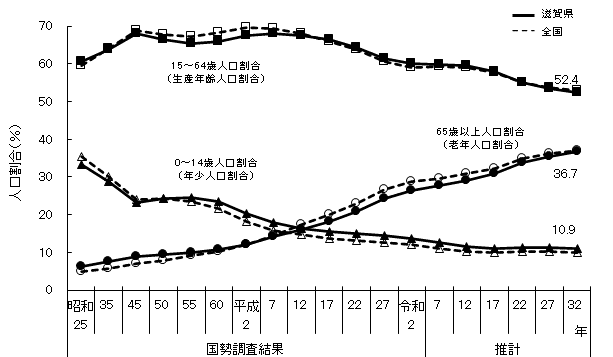 滋賀県
全国
人口割合(%)
70
60
50
40
30
20
10
0
15～64歳人口割合
(生産年齢人口割合)
52.4
65歳以上人口割合
(老年人口割合)
36.7
0～14歳人口割合
(年少人口割合)
10.9
昭和25 35 45 50 55 60 平成2 7 12 17 22 27 令和2 7 12 17 22 27 32年
国勢調査結果 推計